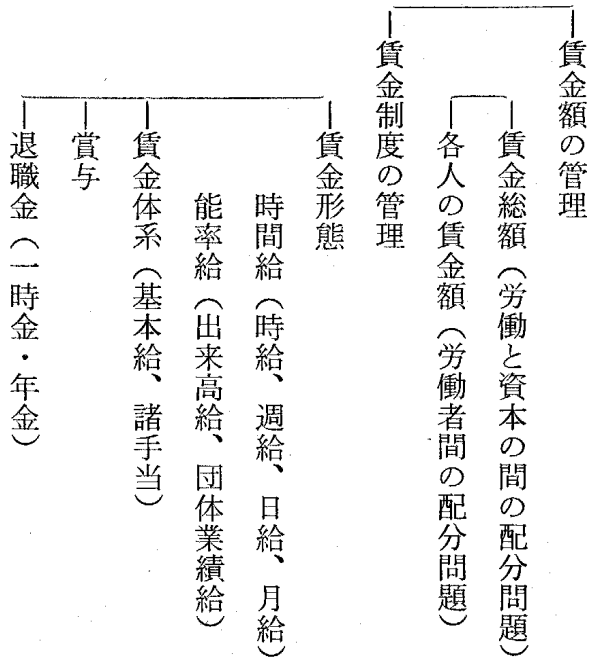 賃金額の管理
賃金総額（労働と資本の間の配分問題）
各人の賃金額（労働者間の配分問題）
賃金制度の管理
賃金形態
時間給（時給、週給、日給、月給）
能率給（出来高給、団体業績給）
賃金体系（基本給、諸手当）
賞与
退職金（一時金・年金）